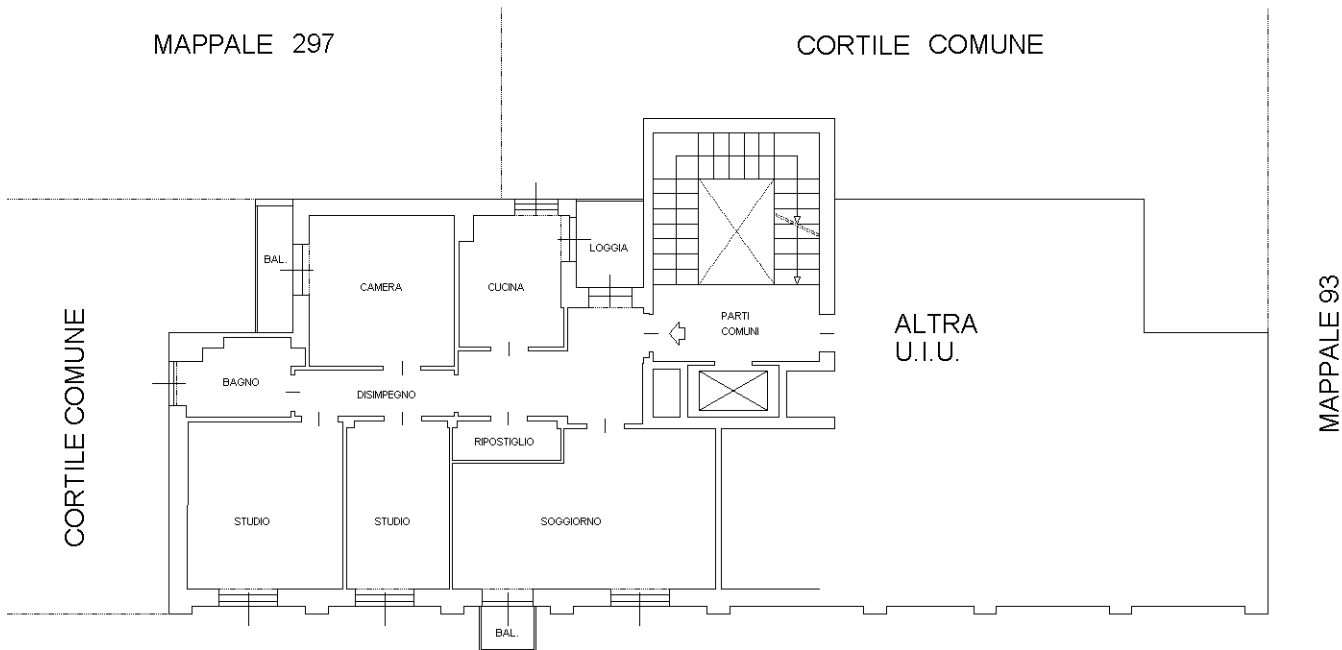 MAPPALE 297
CORTILE COMUNE
BAL.
CAMERA
CUCINA
LOGGIA
PARTI
COMUNI
ALTRA
U.I.U.
MAPPALE 93
CORTILE COMUNE
BAGNO
DISIMPEGNO
RIPOSTIGLIO
STUDIO
STUDIO
SOGGIORNO
BAL.